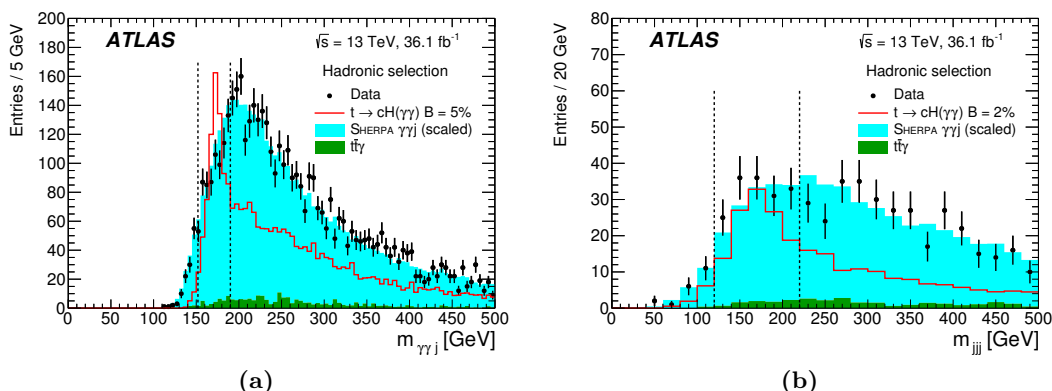 Entries / 5 GeV
200
180
160
140
120
100
80
60
40
20
0
ATLAS
√s = 13 TeV, 36.1 fb⁻¹
Hadronic selection
Data
t → cH(γγ) B = 5%
SHERPA γγj (scaled)
tt̄γ
0 50 100 150 200 250 300 350 400 450 500
m_γγj [GeV]
(a)
Entries / 20 GeV
80
70
60
50
40
30
20
10
0
ATLAS
√s = 13 TeV, 36.1 fb⁻¹
Hadronic selection
Data
t → cH(γγ) B = 2%
SHERPA γγj (scaled)
tt̄γ
0 50 100 150 200 250 300 350 400 450 500
m_jjj [GeV]
(b)